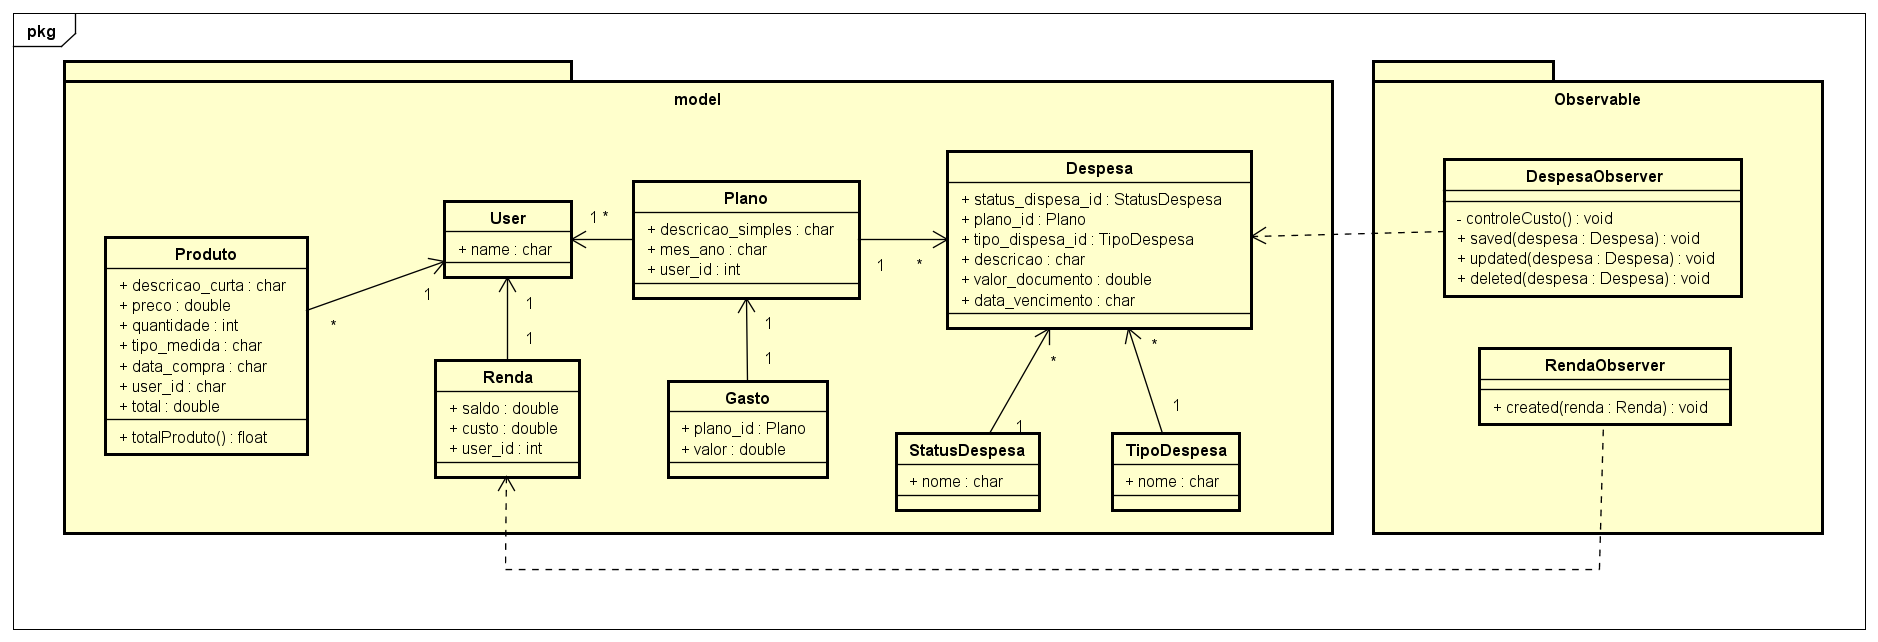 pkg
model
Produto
+ descricao_curta : char
+ preco : double
+ quantidade : int
+ tipo_medida : char
+ data_compra : char
+ user_id : char
+ total : double
+ totalProduto() : float
*
1
User
+ name : char
1 *
1
1
Renda
+ saldo : double
+ custo : double
+ user_id : int
Plano
+ descricao_simples : char
+ mes_ano : char
+ user_id : int
1
*
1
1
Gasto
+ plano_id : Plano
+ valor : double
Despesa
+ status_dispesa_id : StatusDespesa
+ plano_id : Plano
+ tipo_dispesa_id : TipoDespesa
+ descricao : char
+ valor_documento : double
+ data_vencimento : char
*
1
StatusDespesa
+ nome : char
*
1
TipoDespesa
+ nome : char
Observable
DespesaObserver
- controleCusto() : void
+ saved(despesa : Despesa) : void
+ updated(despesa : Despesa) : void
+ deleted(despesa : Despesa) : void
RendaObserver
+ created(renda : Renda) : void